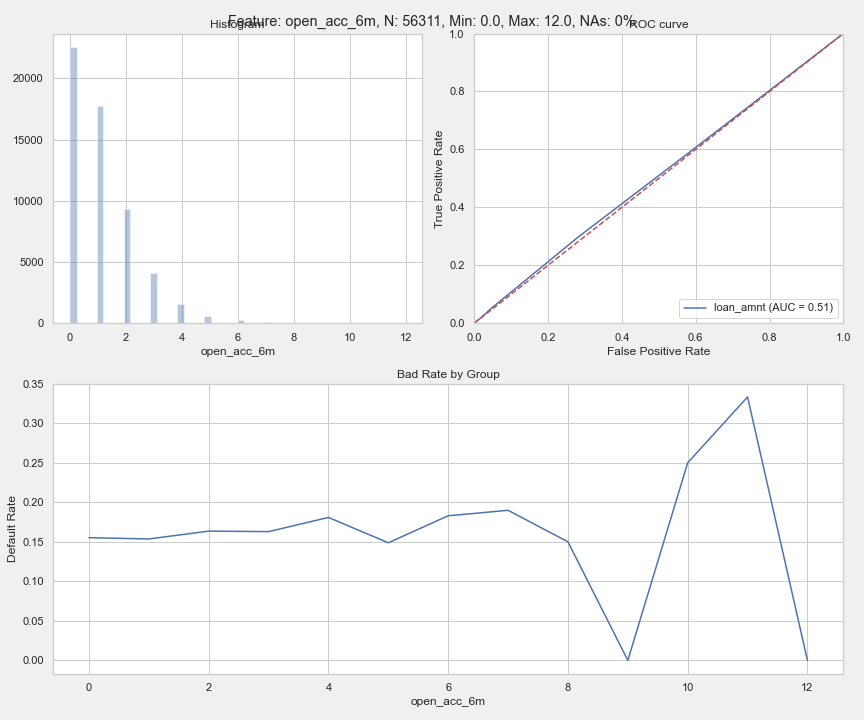 Feature: open_acc_6m, N: 56311, Min: 0.0, Max: 12.0, NAs: 0%
Histogram
20000
15000
10000
5000
0
0 2 4 6 8 10 12
open_acc_6m
ROC curve
True Positive Rate
1.0
0.8
0.6
0.4
0.2
0.0
loan_amnt (AUC = 0.51)
0.0 0.2 0.4 0.6 0.8 1.0
False Positive Rate
Bad Rate by Group
Default Rate
0.35
0.30
0.25
0.20
0.15
0.10
0.05
0.00
0 2 4 6 8 10 12
open_acc_6m